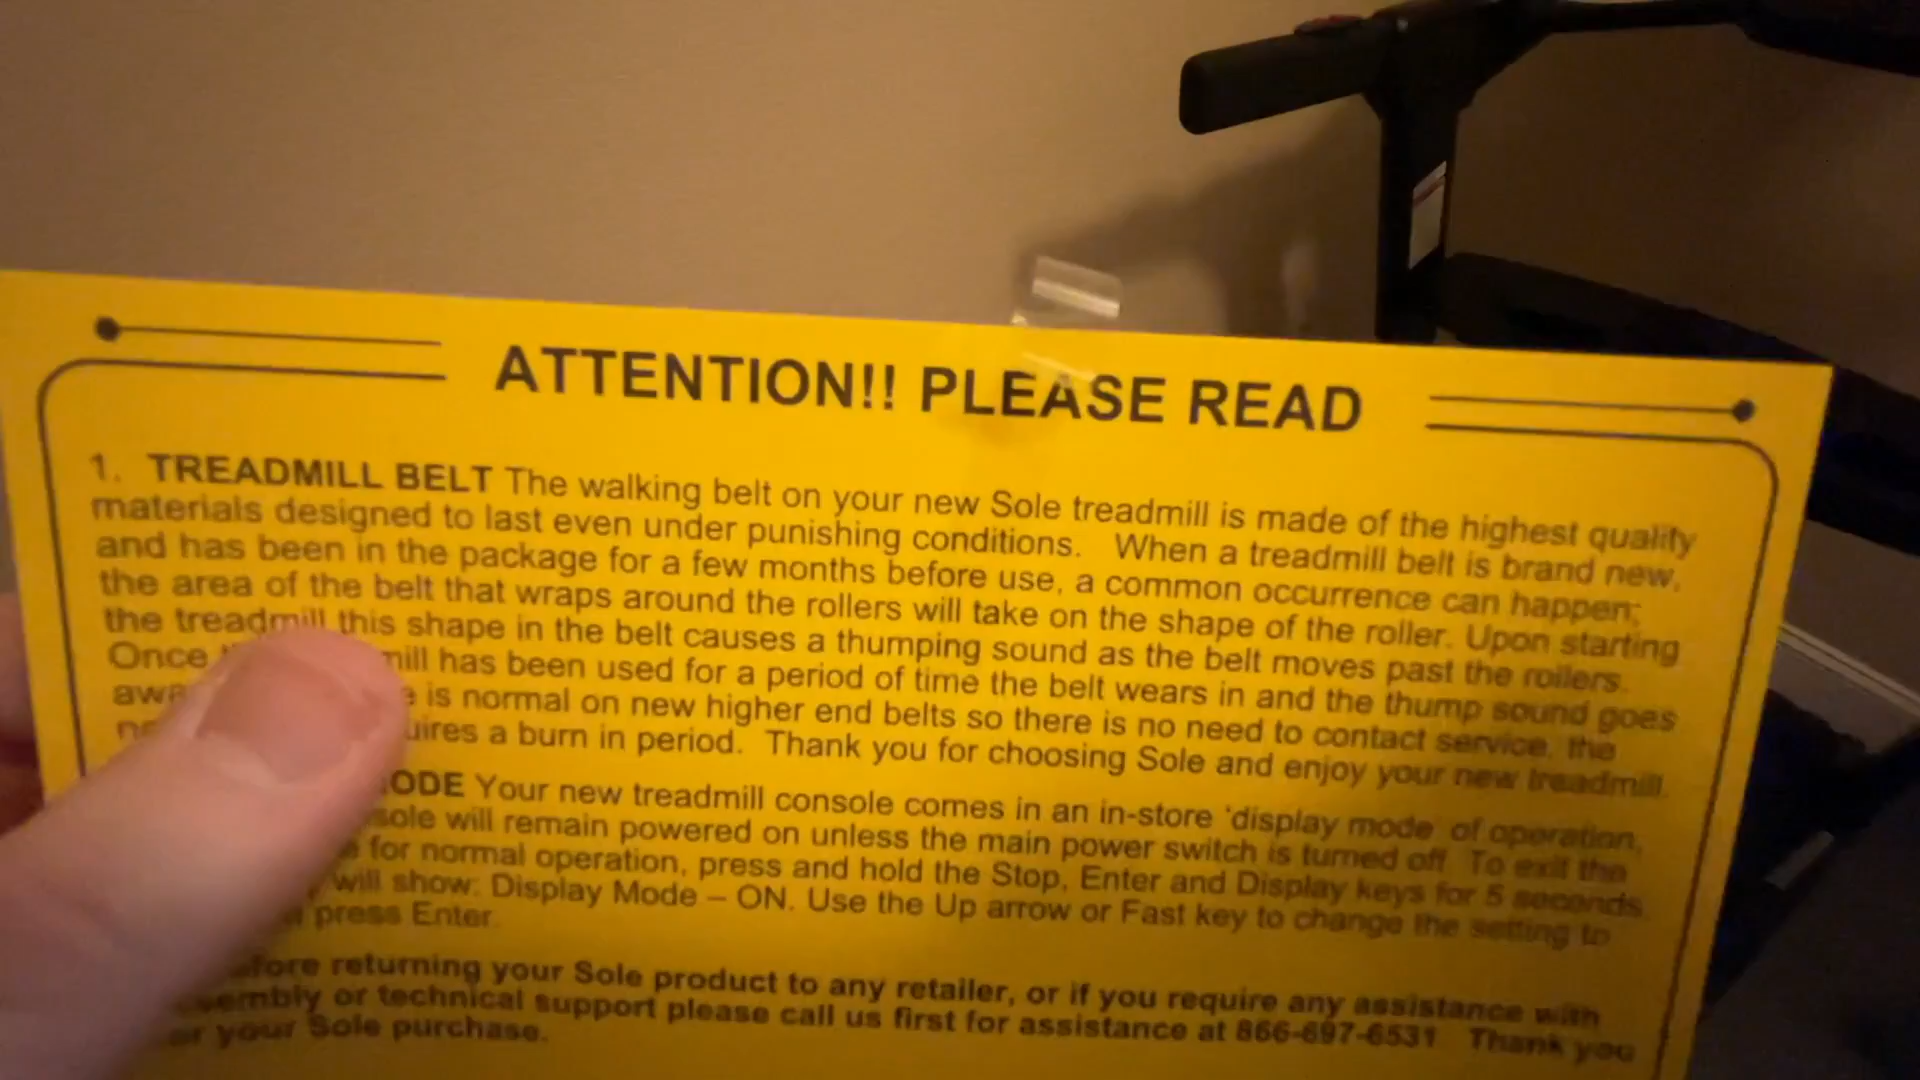 ATTENTION!! PLEASE READ
1. TREADMILL BELT The walking belt on your new Sole treadmill is made of the highest quality
materials designed to last even under punishing conditions. When a treadmill belt is brand new,
and has been in the package for a few months before use, a common occurrence can happen;
the area of the belt that wraps around the rollers will take on the shape of the roller. Upon starting
the treadmill this shape in the belt causes a thumping sound as the belt moves past the rollers.
Once mill has been used for a period of time the belt wears in and the thump sound goes
is normal on new higher end belts so there is no need to contact service, the
a burn in period. Thank you for choosing Sole and enjoy your new treadmill.
ODE Your new treadmill console comes in an in-store 'display mode' of operation,
sole will remain powered on unless the main power switch is turned off. To exit the
for normal operation, press and hold the Stop, Enter and Display keys for 5 seconds.
will show: Display Mode – ON. Use the Up arrow or Fast key to change the setting to
press Enter.
fore returning your Sole product to any retailer, or if you require any assistance with
sembly or technical support please call us first for assistance at 866-697-6531 Thank you
your Sole purchase.